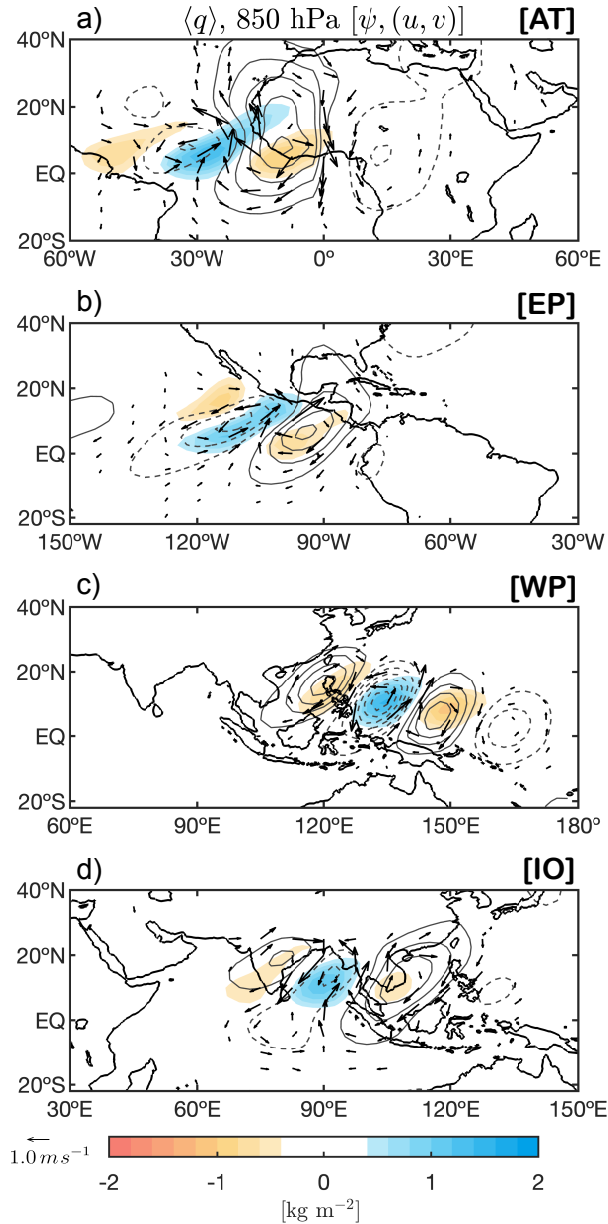 a) ⟨q⟩, 850 hPa [ψ, (u, v)] [AT]
40ºN
20ºN
EQ
20ºS
60ºW 30ºW 0º 30ºE 60ºE
b) [EP]
40ºN
20ºN
EQ
20ºS
150ºW 120ºW 90ºW 60ºW 30ºW
c) [WP]
40ºN
20ºN
EQ
20ºS
60ºE 90ºE 120ºE 150ºE 180º
d) [IO]
40ºN
20ºN
EQ
20ºS
30ºE 60ºE 90ºE 120ºE 150ºE
1.0 m s⁻¹
-2 -1 0 1 2
[kg m⁻²]